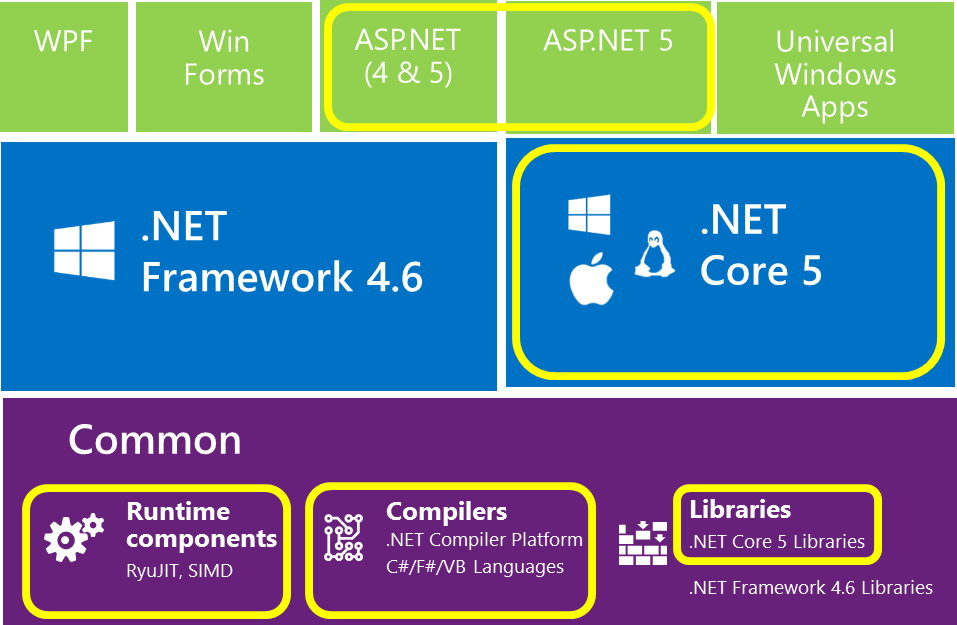 WPF
Win
Forms
ASP.NET
(4 & 5)
ASP.NET 5
Universal
Windows
Apps
.NET
Framework 4.6
.NET
Core 5
Common
Runtime
components
RyuJIT, SIMD
Compilers
.NET Compiler Platform
C#/F#/VB Languages
Libraries
.NET Core 5 Libraries
.NET Framework 4.6 Libraries